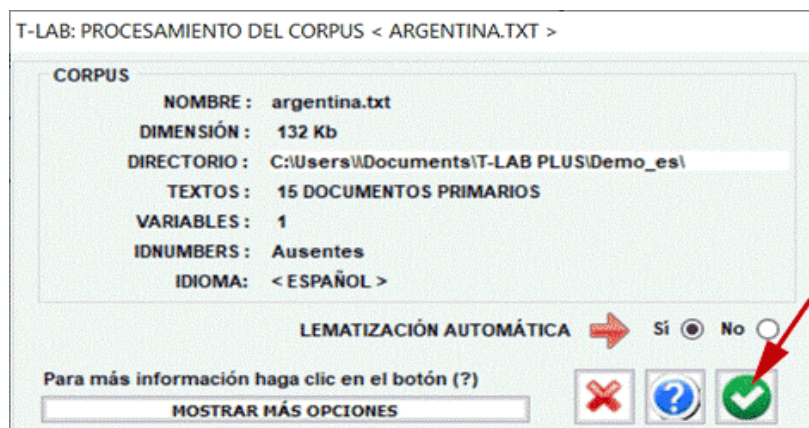 T-LAB: PROCESAMIENTO DEL CORPUS < ARGENTINA.TXT >
CORPUS
NOMBRE : argentina.txt
DIMENSIÓN : 132 Kb
DIRECTORIO : C:\Users\\Documents\T-LAB PLUS\Demo_es\
TEXTOS : 15 DOCUMENTOS PRIMARIOS
VARIABLES : 1
IDNUMBERS : Ausentes
IDIOMA: < ESPAÑOL >
LEMATIZACIÓN AUTOMÁTICA Sí No
Para más información haga clic en el botón (?)
MOSTRAR MÁS OPCIONES
?